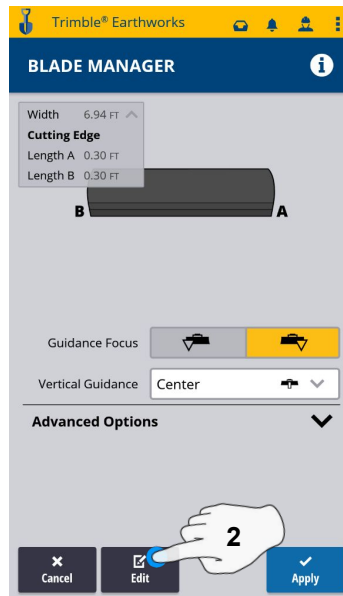 Trimble® Earthworks
BLADE MANAGER
i
Width 6.94 FT
Cutting Edge
Length A 0.30 FT
Length B 0.30 FT
B A
Guidance Focus
Vertical Guidance Center
Advanced Options
2
Cancel Edit Apply